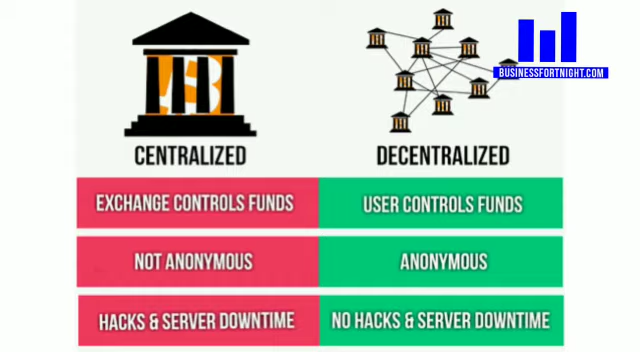 BUSINESSFORTNIGHT.COM
CENTRALIZED
DECENTRALIZED
EXCHANGE CONTROLS FUNDS
USER CONTROLS FUNDS
NOT ANONYMOUS
ANONYMOUS
HACKS & SERVER DOWNTIME
NO HACKS & SERVER DOWNTIME